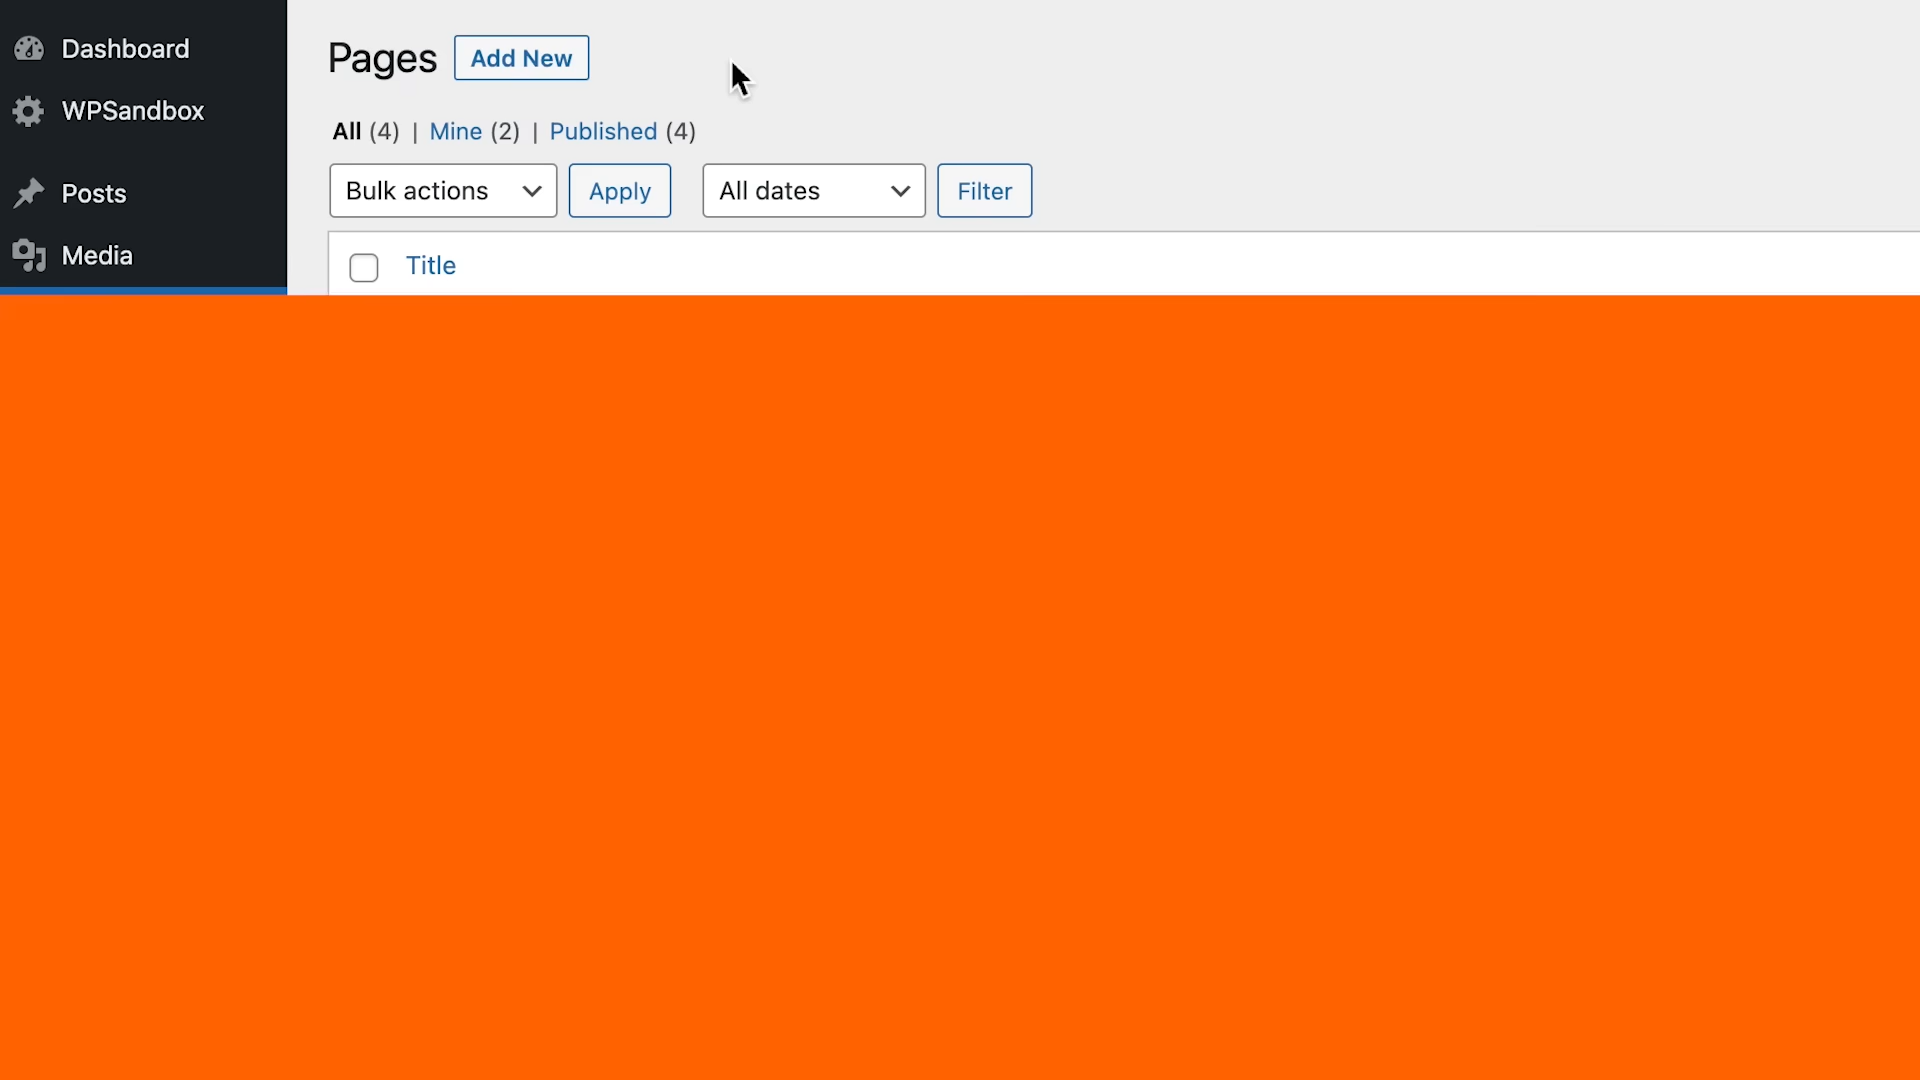 Dashboard
WPSandbox
Posts
Media
Pages Add New
All (4) | Mine (2) | Published (4)
Bulk actions Apply All dates Filter
Title